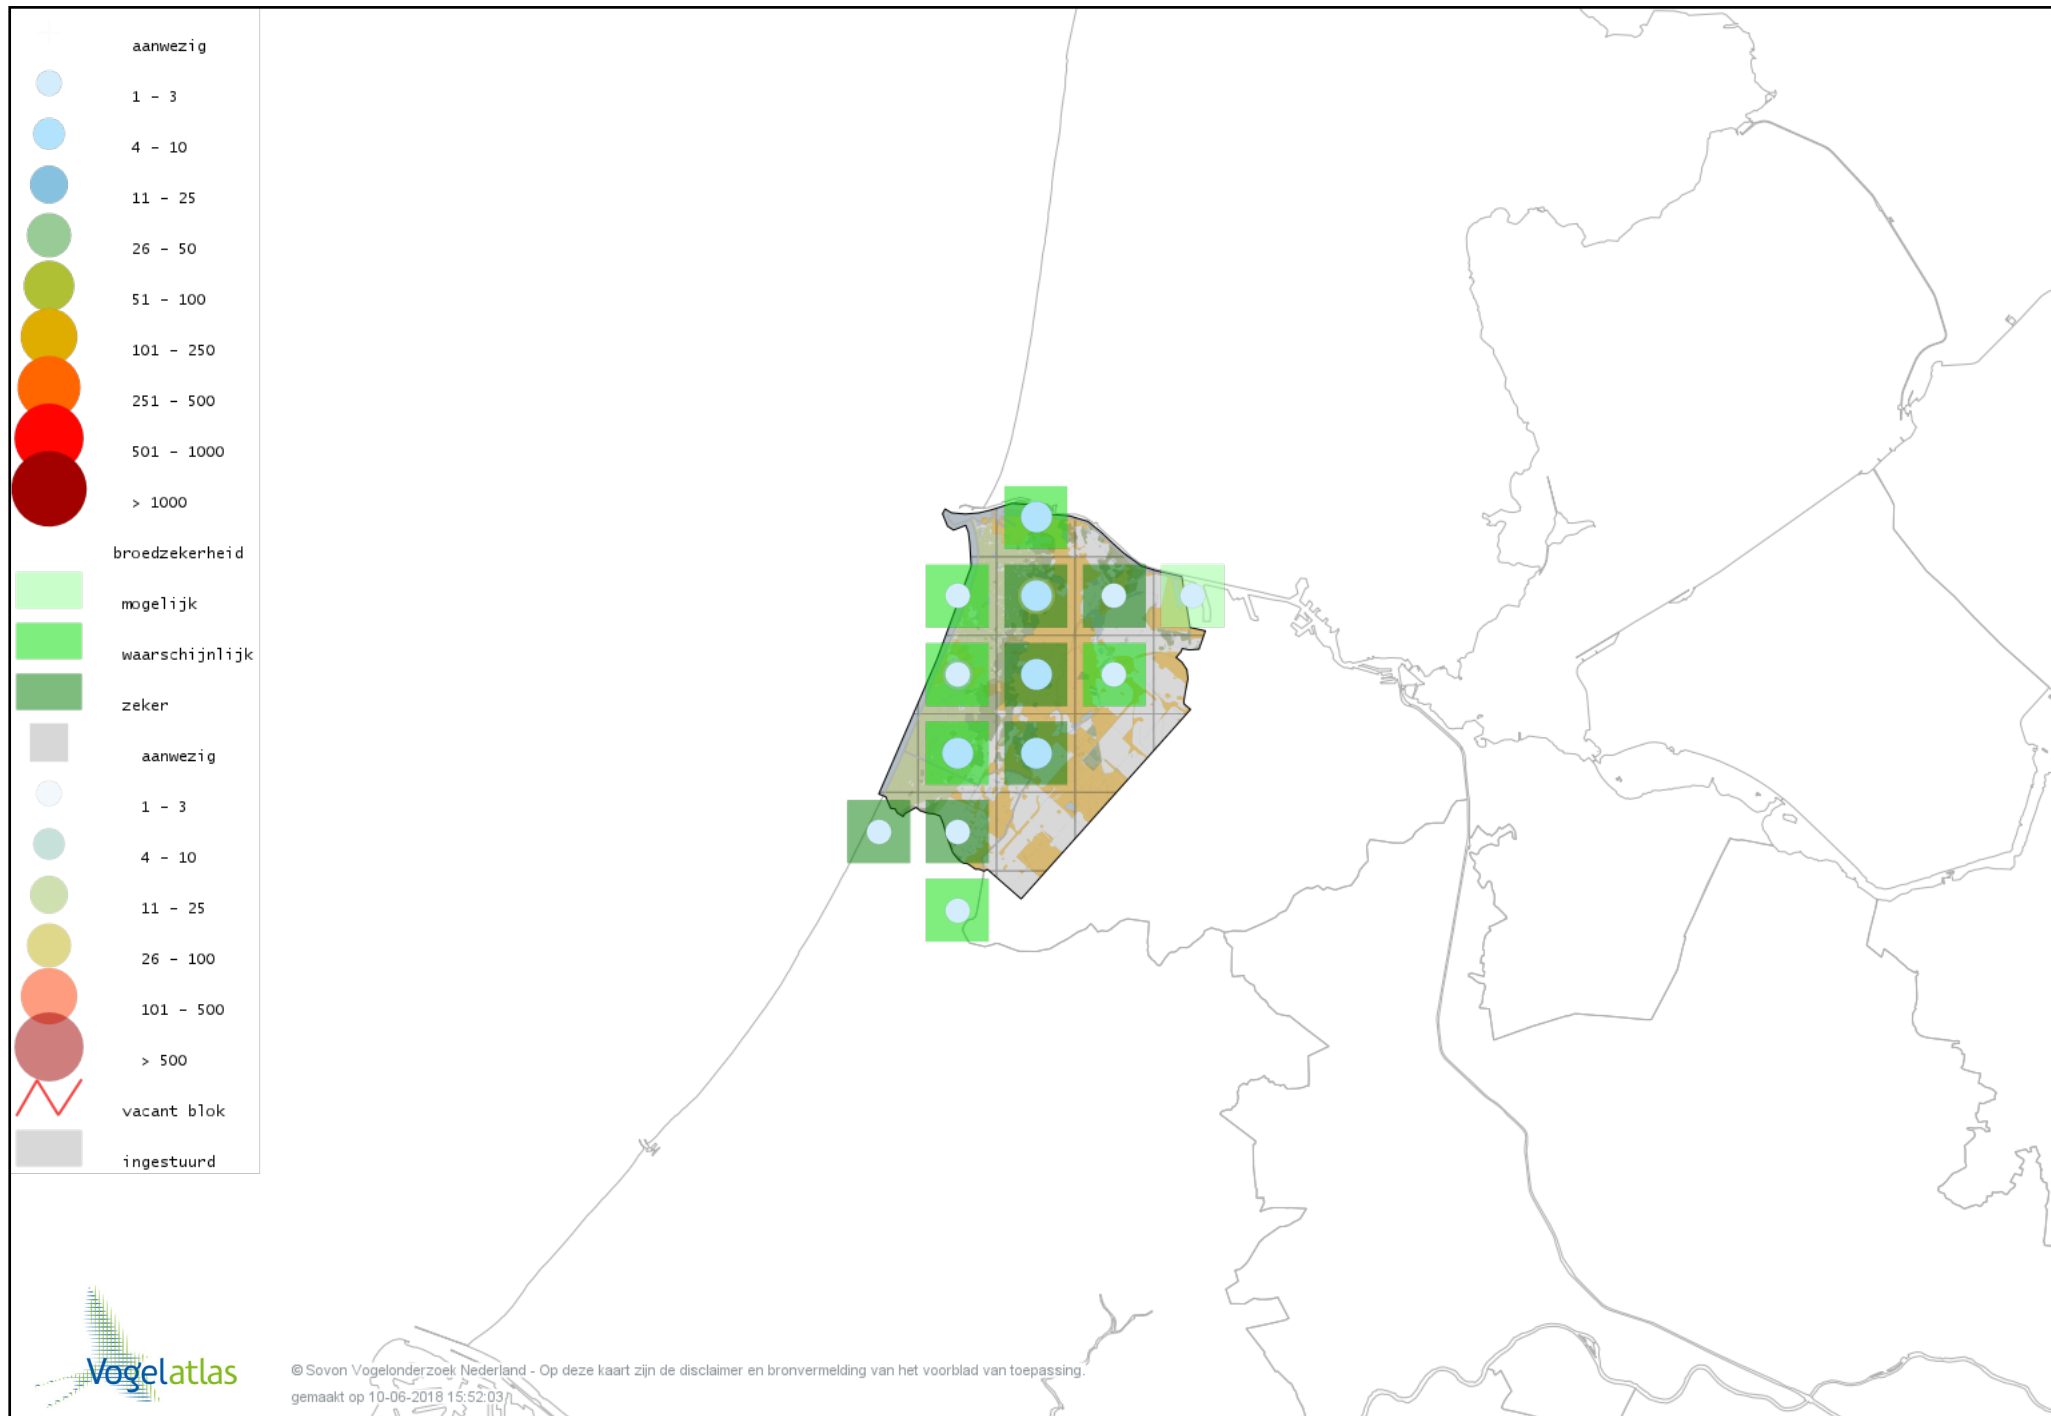 aanwezig
1 - 3
4 - 10
11 - 25
26 - 50
51 - 100
101 - 250
251 - 500
501 - 1000
> 1000
broedzekerheid
mogelijk
waarschijnlijk
zeker
aanwezig
1 - 3
4 - 10
11 - 25
26 - 100
101 - 500
> 500
vacant blok
ingestuurd
Vogelatlas
© Sovon Vogelonderzoek Nederland - Op deze kaart zijn de disclaimer en bronvermelding van het voorblad van toepassing.
gemaakt op 10-06-2018 15:52:03